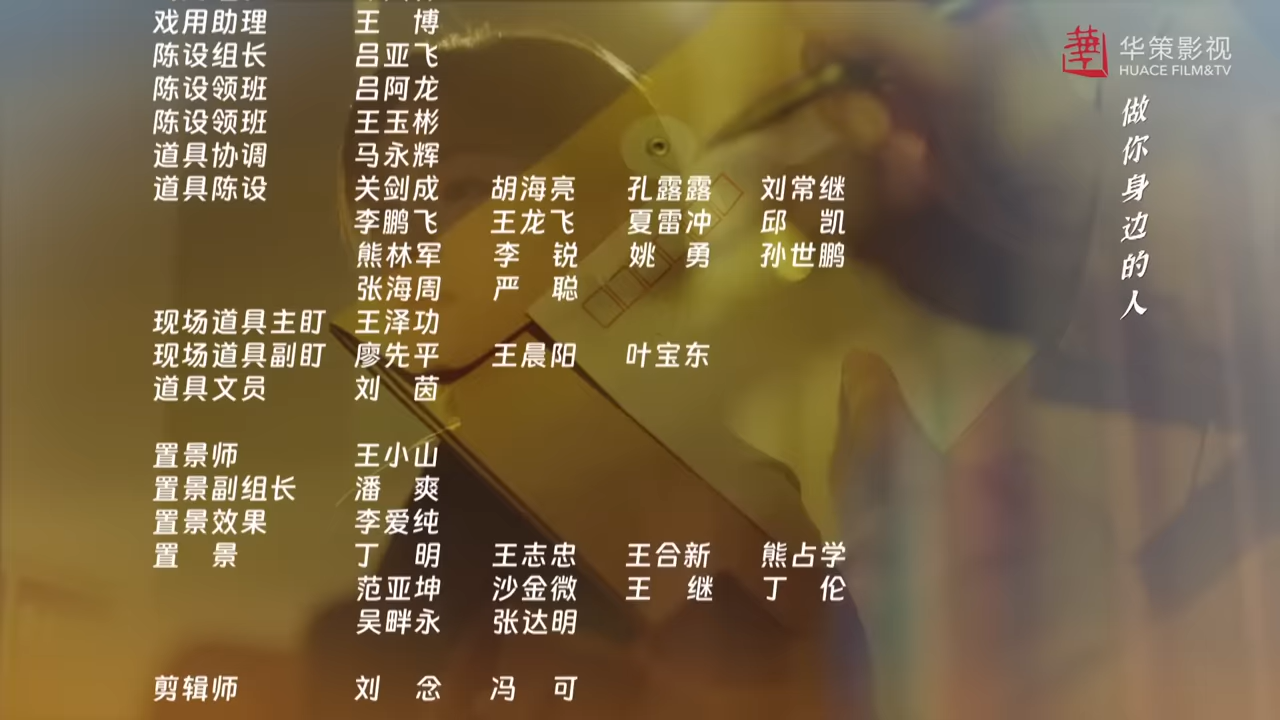 戏用助理 王 博
陈设组长 吕亚飞
陈设领班 吕阿龙
陈设领班 王玉彬
道具协调 马永辉
道具陈设 关剑成 胡海亮 孔露露 刘常继
李鹏飞 王龙飞 夏雷冲 邱 凯
熊林军 李 锐 姚 勇 孙世鹏
张海周 严 聪
现场道具主盯 王泽功
现场道具副盯 廖先平 王晨阳 叶宝东
道具文员 刘 茵
置景师 王小山
置景副组长 潘 爽
置景效果 李爱纯
置 景 丁 明 王志忠 王合新 熊占学
范亚坤 沙金微 王 继 丁 伦
吴畔永 张达明
剪辑师 刘 念 冯 可
華 华策影视
HUACE FILM&TV
做你身边的人